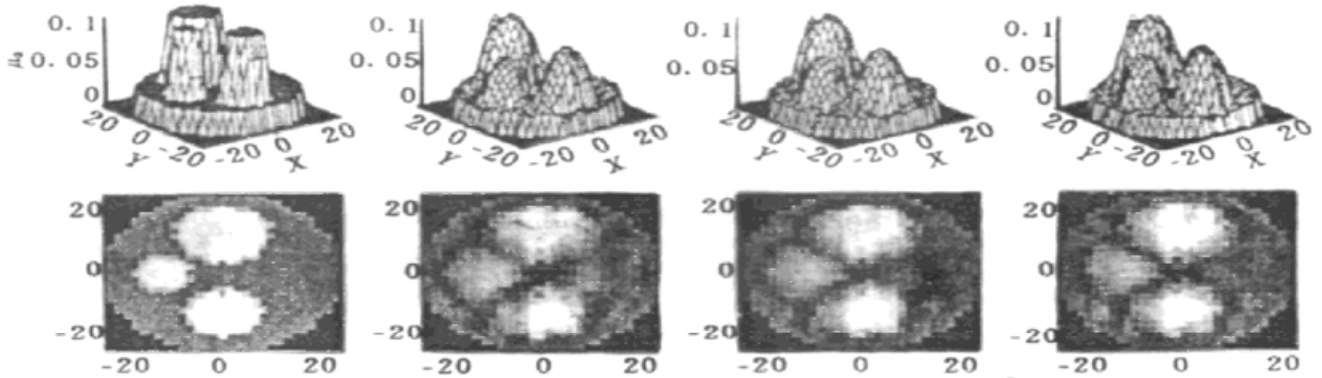 0.1 0.1 0.1 0.1
μa 0.05 0.05 0.05 0.05
0 0 0 0
20 0 -20 -20 0 20 20 0 -20 -20 0 20 20 0 -20 -20 0 20 20 0 -20 -20 0 20
Y X Y X Y X Y X
20 20 20 20
0 0 0 0
-20 -20 -20 -20
-20 0 20 -20 0 20 -20 0 20 -20 0 20